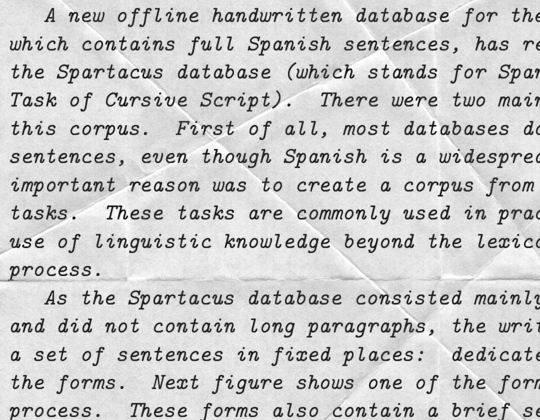 A new offline handwritten database for the
which contains full Spanish sentences, has re
the Spartacus database (which stands for Spar
Task of Cursive Script). There were two main
this corpus. First of all, most databases do
sentences, even though Spanish is a widespread
important reason was to create a corpus from
tasks. These tasks are commonly used in prac
use of linguistic knowledge beyond the lexico
process.
As the Spartacus database consisted mainly
and did not contain long paragraphs, the writ
a set of sentences in fixed places: dedicate
the forms. Next figure shows one of the form
process. These forms also contain a brief se